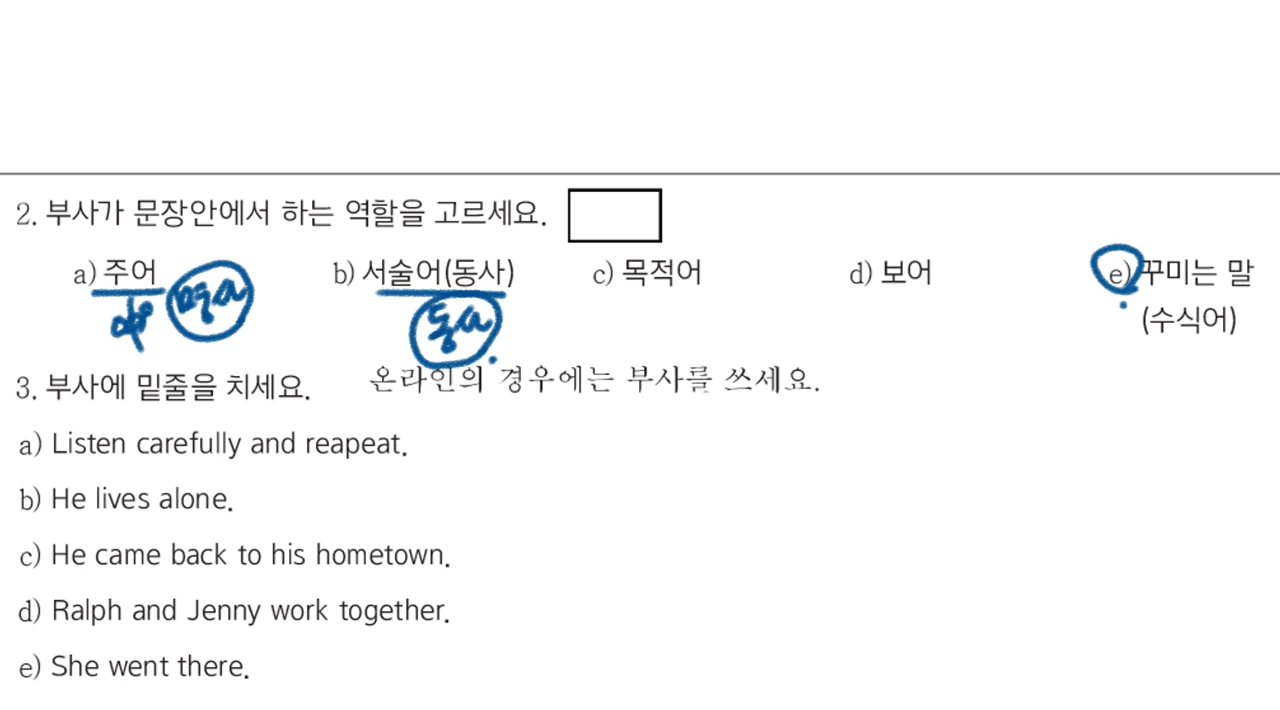 2. 부사가 문장안에서 하는 역할을 고르세요.
a) 주어 b) 서술어(동사) c) 목적어 d) 보어 e) 꾸미는 말
(수식어)
명사 동사
3. 부사에 밑줄을 치세요. 온라인의 경우에는 부사를 쓰세요.
a) Listen carefully and reapeat.
b) He lives alone.
c) He came back to his hometown.
d) Ralph and Jenny work together.
e) She went there.